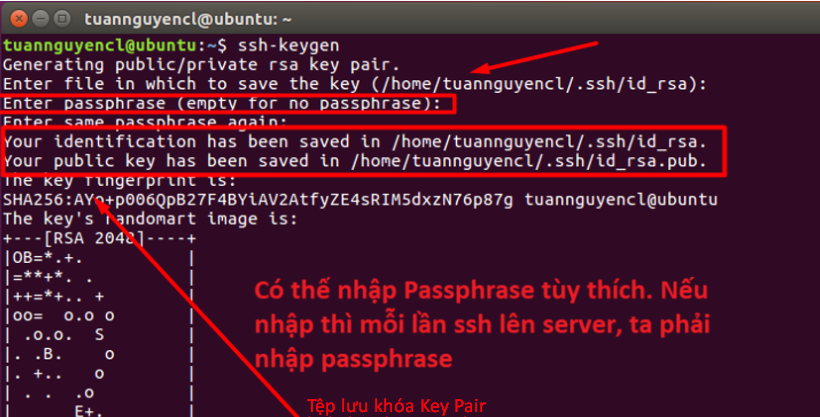 tuannguyencl@ubuntu: ~
tuannguyencl@ubuntu:~$ ssh-keygen
Generating public/private rsa key pair.
Enter file in which to save the key (/home/tuannguyencl/.ssh/id_rsa):
Enter passphrase (empty for no passphrase):
Enter same passphrase again:
Your identification has been saved in /home/tuannguyencl/.ssh/id_rsa.
Your public key has been saved in /home/tuannguyencl/.ssh/id_rsa.pub.
The key fingerprint is:
SHA256:AYo+p006QpB27F4BYiAV2AtfyZE4sRIM5dxzN76p87g tuannguyencl@ubuntu
The key's randomart image is:
+---[RSA 2048]----+
|OB=*.+.          |
|=**+*. .         |
|++=*+.. +        |
|oo=  o.o o       |
| .o.o.  S        |
|. .B.    o       |
|. +..   o        |
| . .  .o         |
|      E+.        |
Có thể nhập Passphrase tùy thích. Nếu
nhập thì mỗi lần ssh lên server, ta phải
nhập passphrase
Tệp lưu khóa Key Pair